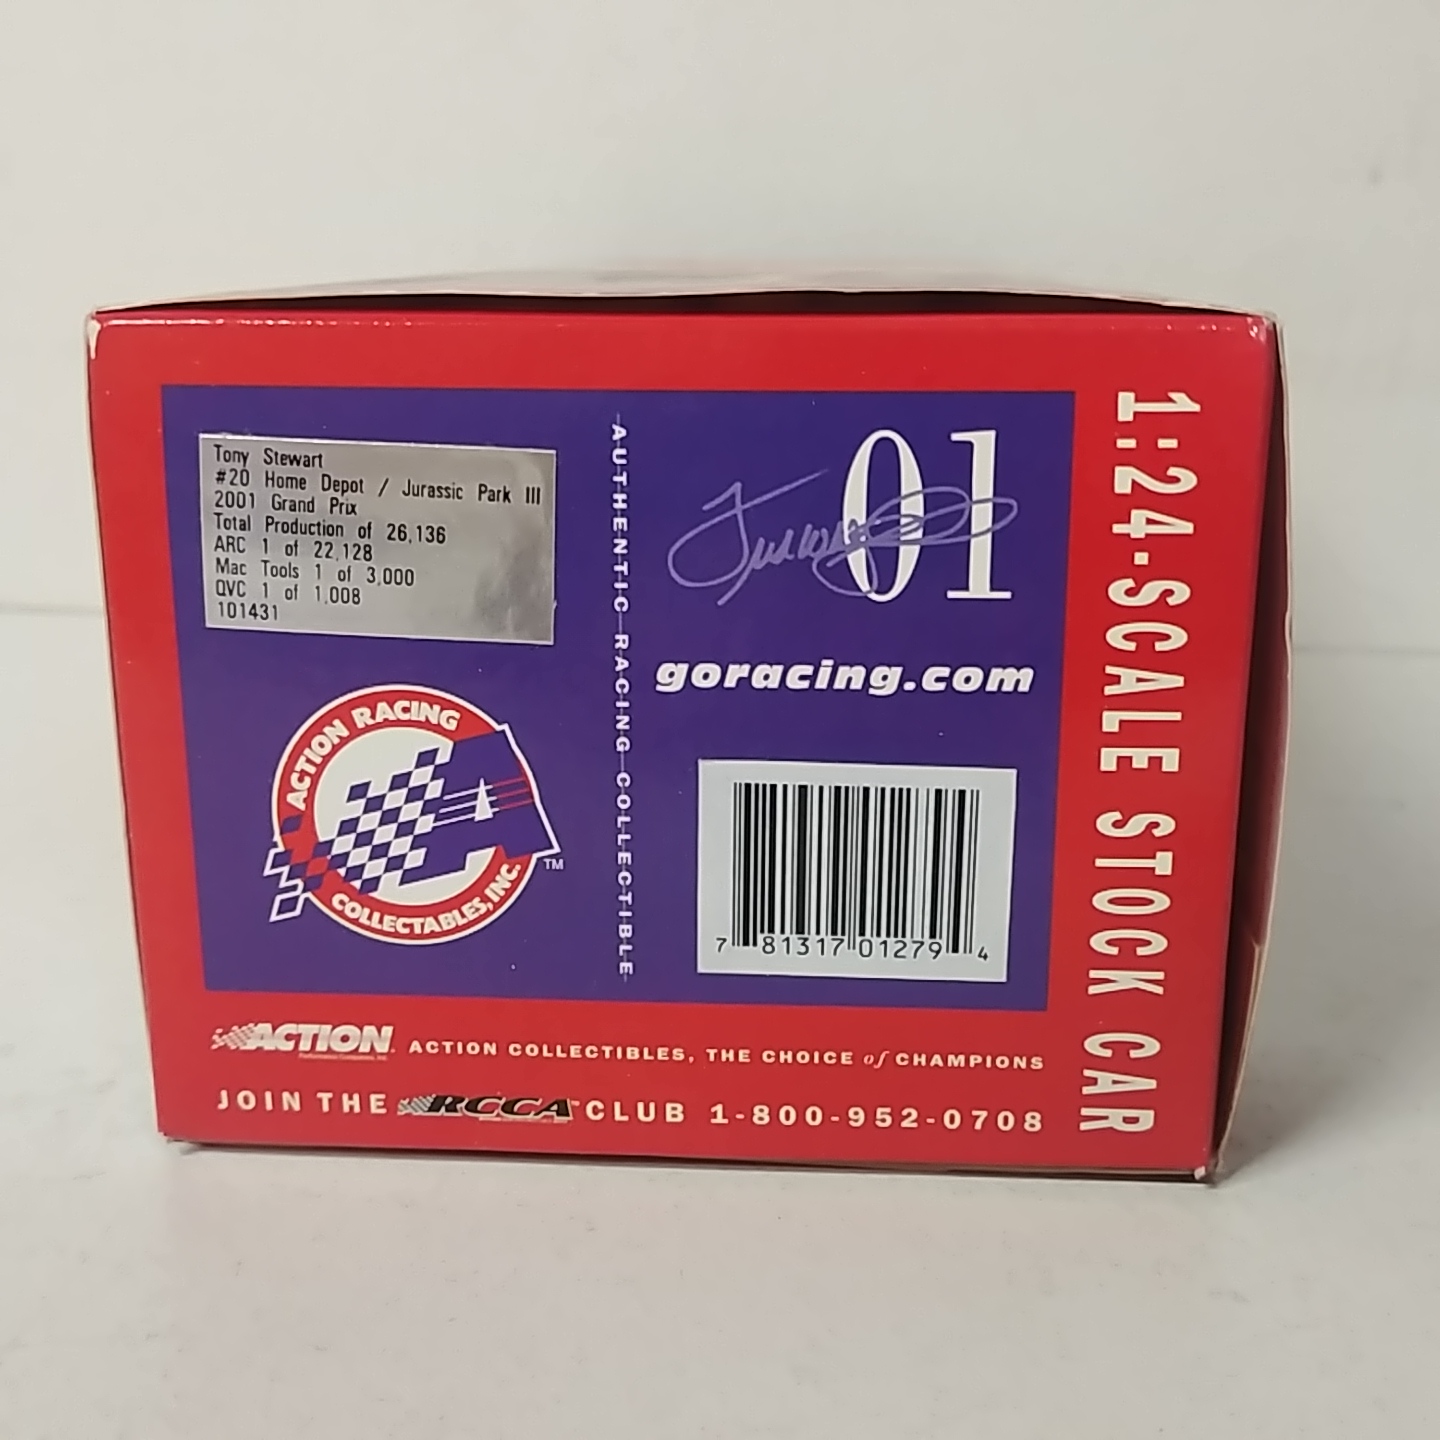 Tony Stewart
#20 Home Depot / Jurassic Park III
2001 Grand Prix
Total Production of 26,136
ARC 1 of 22,128
Mac Tools 1 of 3,000
QVC 1 of 1,008
101431
ACTION RACING
COLLECTABLES, INC.
TM
AUTHENTIC RACING COLLECTIBLE
01
goracing.com
7 81317 01279 4
1:24-SCALE STOCK CAR
ACTION
ACTION COLLECTIBLES, THE CHOICE of CHAMPIONS
JOIN THE RCCA CLUB 1-800-952-0708